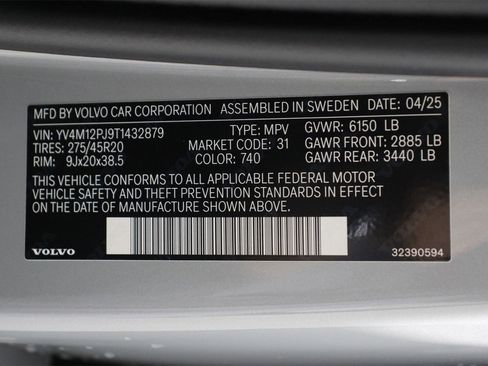 MFD BY VOLVO CAR CORPORATION ASSEMBLED IN SWEDEN DATE: 04/25
VIN: YV4M12PJ9T1432879 TYPE: MPV GVWR: 6150 LB
TIRES: 275/45R20 MARKET CODE: 31 GAWR FRONT: 2885 LB
RIM: 9Jx20x38.5 COLOR: 740 GAWR REAR: 3440 LB
THIS VEHICLE CONFORMS TO ALL APPLICABLE FEDERAL MOTOR
VEHICLE SAFETY AND THEFT PREVENTION STANDARDS IN EFFECT
ON THE DATE OF MANUFACTURE SHOWN ABOVE.
VOLVO 32390594